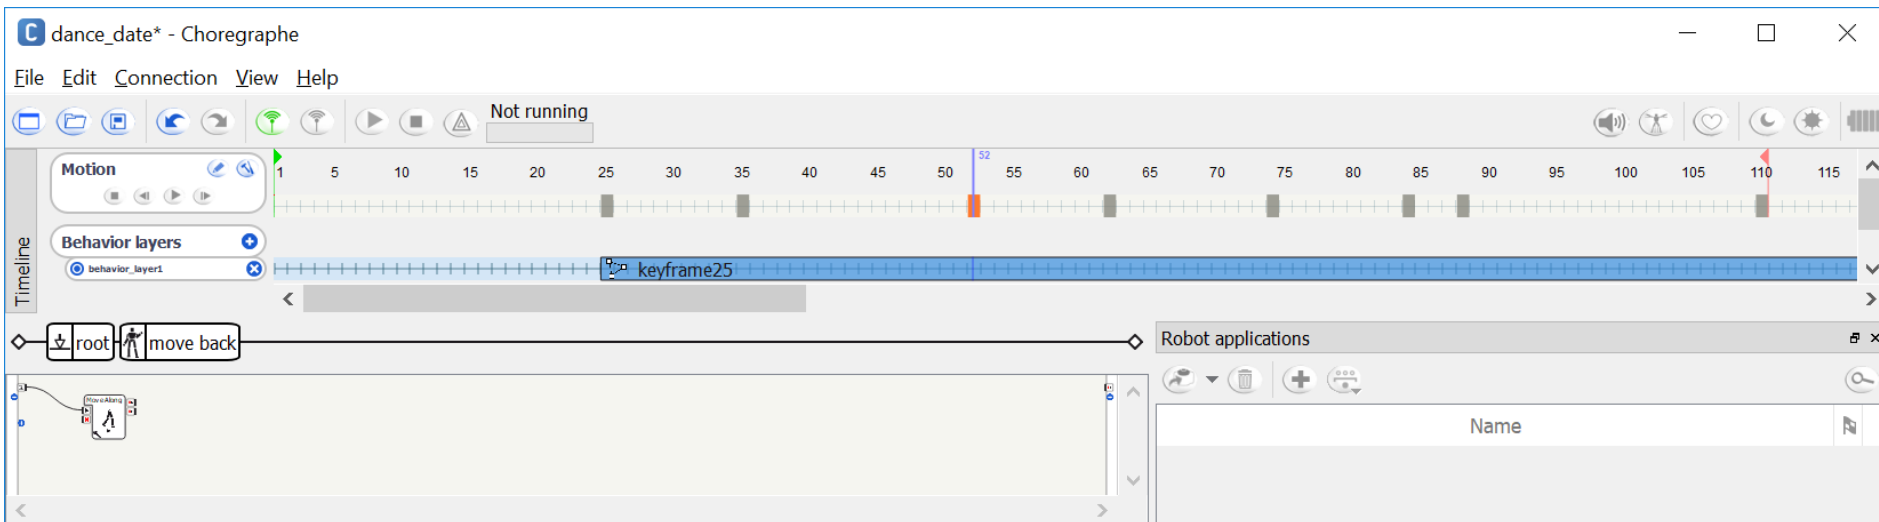 dance_date* - Choregraphe
File Edit Connection View Help
Not running
Motion
52
1 5 10 15 20 25 30 35 40 45 50 55 60 65 70 75 80 85 90 95 100 105 110 115
Behavior layers
behavior_layer1
keyframe25
Timeline
root move back
Robot applications
Move Along
Name